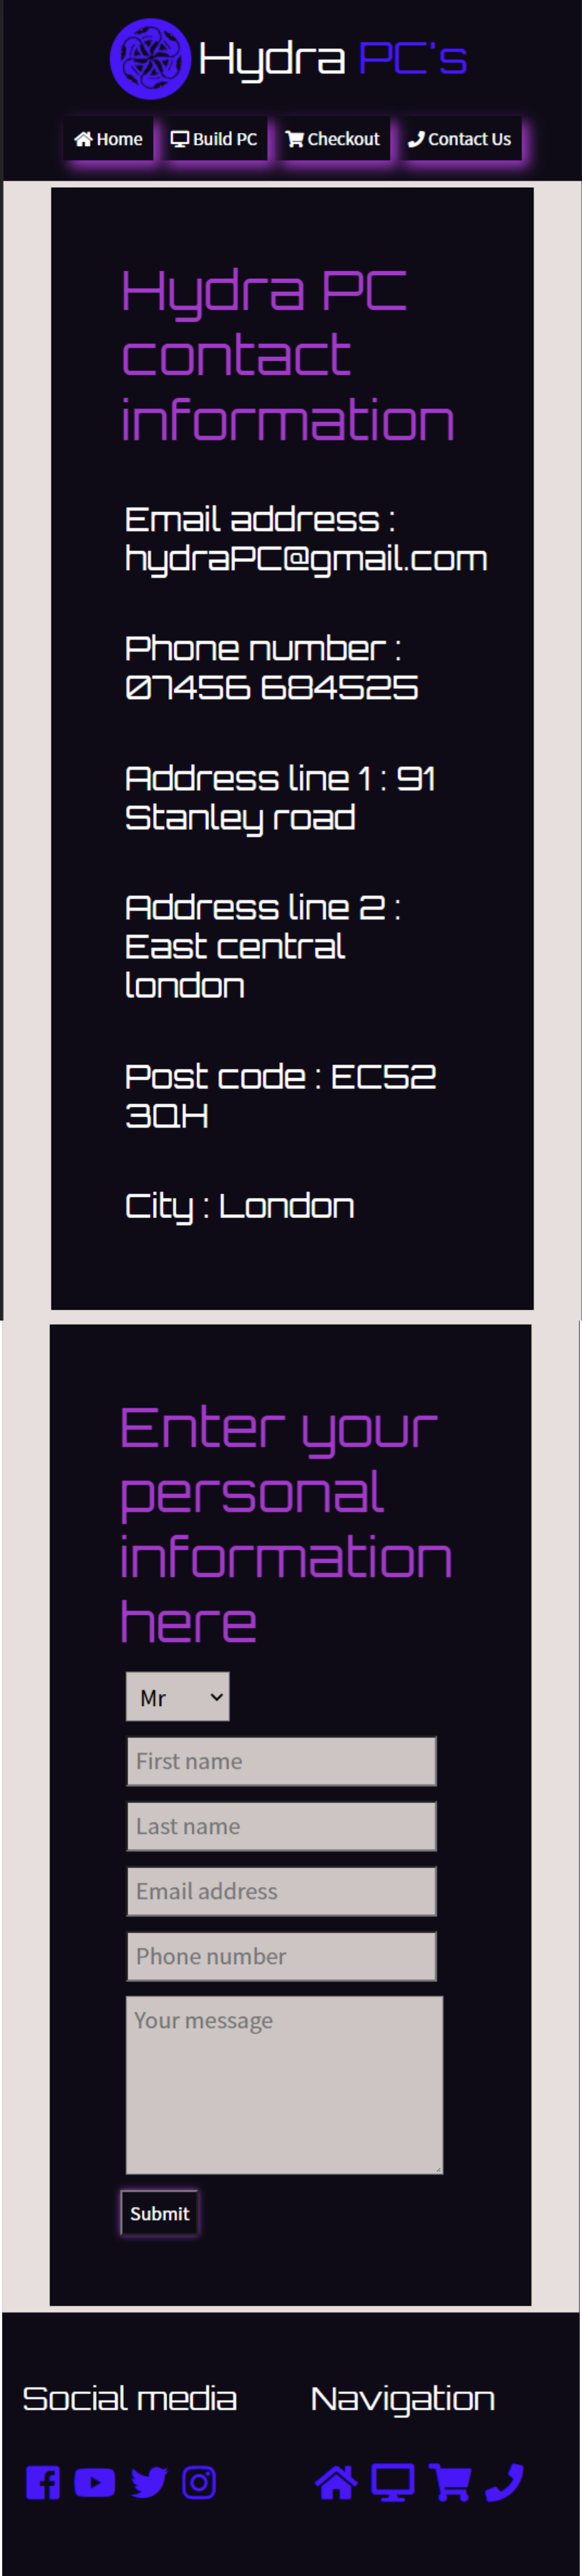 Hydra PC's
Home Build PC Checkout Contact Us
Hydra PC
contact
information
Email address :
hydraPC@gmail.com
Phone number :
07456 684525
Address line 1 : 91
Stanley road
Address line 2 :
East central
london
Post code : EC52
3QH
City : London
Enter your
personal
information
here
Mr
First name
Last name
Email address
Phone number
Your message
Submit
Social media Navigation